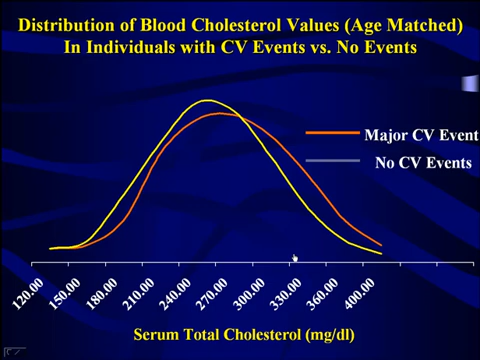 Distribution of Blood Cholesterol Values (Age Matched)
In Individuals with CV Events vs. No Events
Major CV Event
No CV Events
120.00 150.00 180.00 210.00 240.00 270.00 300.00 330.00 360.00 400.00
Serum Total Cholesterol (mg/dl)